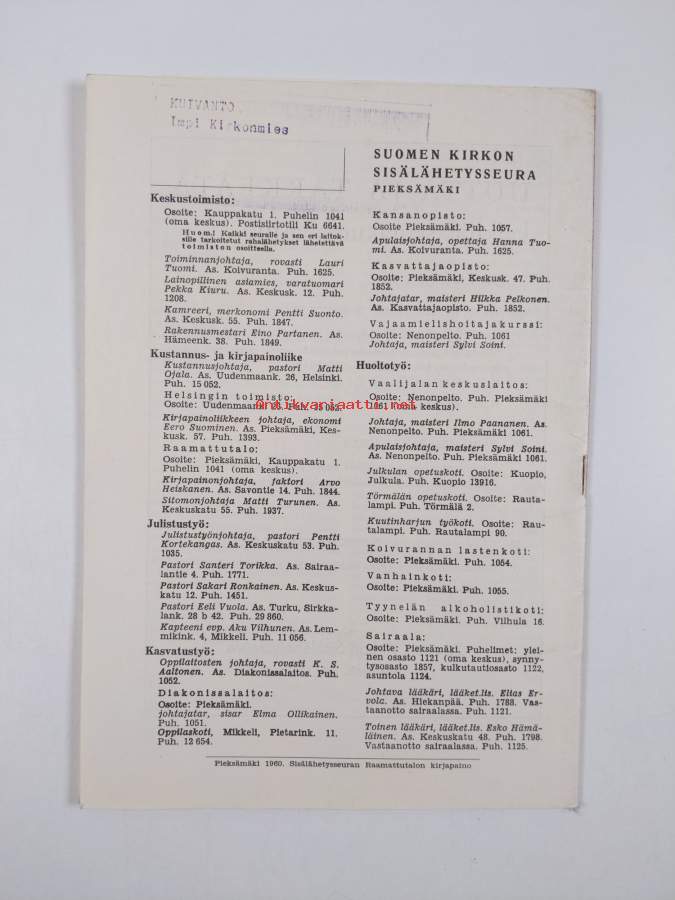 KUIVANTO
Impi Kirkonmies
Keskustoimisto:
Osoite: Kauppakatu 1. Puhelin 1041
(oma keskus). Postisiirtotili Ku 6641.
Huom.! Kaikki seuralle ja sen eri laitok-
sille tarkoitetut rahalähetykset lähetettävä
toimiston osoitteella.
Toiminnanjohtaja, rovasti Lauri
Tuomi. As. Koivuranta. Puh. 1625.
Lainopillinen asiamies, varatuomari
Pekka Kiuru. As. Keskusk. 12. Puh.
1208.
Kamreeri, merkonomi Pentti Suonto.
As. Keskusk. 55. Puh. 1847.
Rakennusmestari Eino Partanen. As.
Hämeenk. 38. Puh. 1849.
Kustannus- ja kirjapainoliike
Kustannusjohtaja, pastori Matti
Ojala. As. Uudenmaank. 26, Helsinki.
Puh. 15 052.
Helsingin toimisto:
Osoite: Uudenmaank. Puh. 15 052.
Kirjapainoliikkeen johtaja, ekonomi
Eero Suominen. As. Pieksämäki, Kes-
kusk. 57. Puh. 1393.
Raamattutalo:
Osoite: Pieksämäki, Kauppakatu 1.
Puhelin 1041 (oma keskus).
Kirjapainonjohtaja, faktori Arvo
Heiskanen. As. Savontie 14. Puh. 1844.
Sitomonjohtaja Matti Turunen. As.
Keskuskatu 55. Puh. 1937.
Julistustyö:
Julistustyönjohtaja, pastori Pentti
Kortekangas. As. Keskuskatu 53. Puh.
1035.
Pastori Santeri Torikka. As. Sairaa-
lantie 4. Puh. 1771.
Pastori Sakari Ronkainen. As. Keskus-
katu 12. Puh. 1451.
Pastori Eeli Vuola. As. Turku, Sirkka-
lank. 28 b 42. Puh. 29 860.
Kapteeni evp. Aku Vilhunen. As. Lem-
mikink. 4, Mikkeli. Puh. 11 056.
Kasvatustyö:
Oppilaitosten johtaja, rovasti K. S.
Aaltonen. As. Diakonissalaitos. Puh.
1052.
Diakonissalaitos:
Osoite: Pieksämäki.
johtajatar, sisar Elma Ollikainen.
Puh. 1051.
Oppilaskoti, Mikkeli, Pietarink. 11.
Puh. 12 654.
SUOMEN KIRKON
SISÄLÄHETYSSEURA
PIEKSÄMÄKI
Kansanopisto:
Osoite Pieksämäki. Puh. 1057.
Apulaisjohtaja, opettaja Hanna Tuo-
mi. As. Koivuranta. Puh. 1625.
Kasvattajaopisto:
Osoite: Pieksämäki, Keskusk. 47. Puh.
1852.
Johtajatar, maisteri Hilkka Pelkonen.
As. Kasvattajaopisto. Puh. 1852.
Vajaamielishoitajakurssi:
Osoite: Nenonpelto. Puh. 1061
Johtaja, maisteri Sylvi Soini.
Huoltotyö:
Vaalijalan keskuslaitos:
Osoite: Nenonpelto. Puh. Pieksämäki
1061 (oma keskus).
Johtaja, maisteri Ilmo Paananen. As.
Nenonpelto. Puh. Pieksämäki 1061.
Apulaisjohtaja, maisteri Sylvi Soini.
As. Nenonpelto. Puh. Pieksämäki 1061.
Julkulan opetuskoti. Osoite: Kuopio,
Julkula. Puh. Kuopio 13916.
Törmälän opetuskoti. Osoite: Rauta-
lampi. Puh. Törmälä 2.
Kuutinharjun työkoti. Osoite: Rau-
talampi. Puh. Rautalampi 90.
Koivurannan lastenkoti:
Osoite: Pieksämäki. Puh. 1054.
Vanhainkoti:
Osoite: Pieksämäki. Puh. 1055.
Tyynelän alkoholistikoti:
Osoite: Pieksämäki. Puh. Vilhula 16.
Sairaala:
Osoite: Pieksämäki. Puhelimet: ylei-
nen osasto 1121 (oma keskus), synny-
tysosasto 1857, kulkutautiosasto 1122,
asuntola 1124.
Johtava lääkäri, lääket.lis. Elias Er-
vola. As. Hiekanpää. Puh. 1788. Vas-
taanotto sairaalassa. Puh. 1121.
Toinen lääkäri, lääket.lis. Esko Hämä-
läinen. As. Keskuskatu 48. Puh. 1798.
Vastaanotto sairaalassa. Puh. 1125.
Pieksämäki 1960. Sisälähetysseuran Raamattutalon kirjapaino
antikvariaatti.net